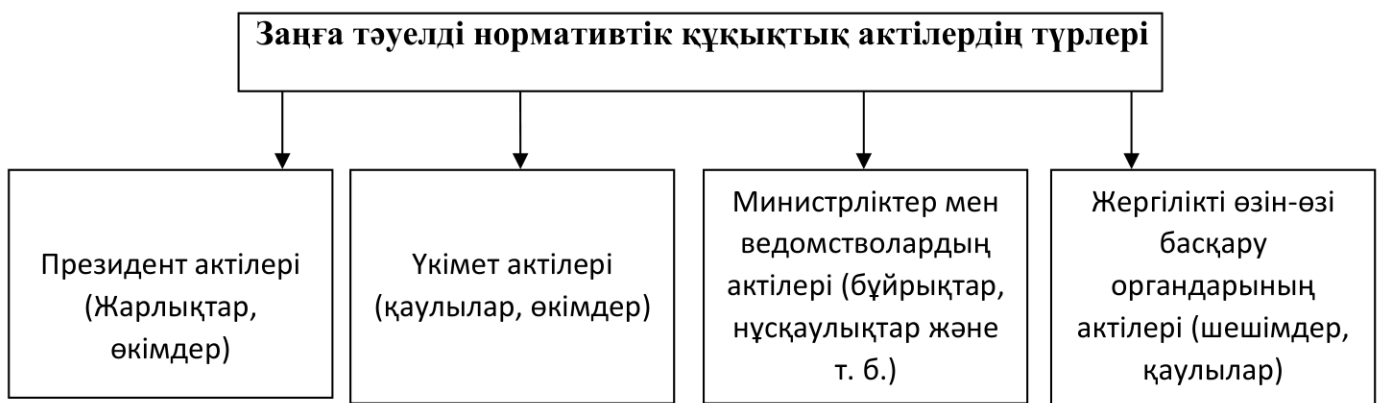 Заңға тәуелді нормативтік құқықтық актілердің түрлері
Президент актілері
(Жарлықтар,
өкімдер)
Үкімет актілері
(қаулылар, өкімдер)
Министрліктер мен
ведомстволардың
актілері (бұйрықтар,
нұсқаулықтар және
т. б.)
Жергілікті өзін-өзі
басқару
органдарының
актілері (шешімдер,
қаулылар)